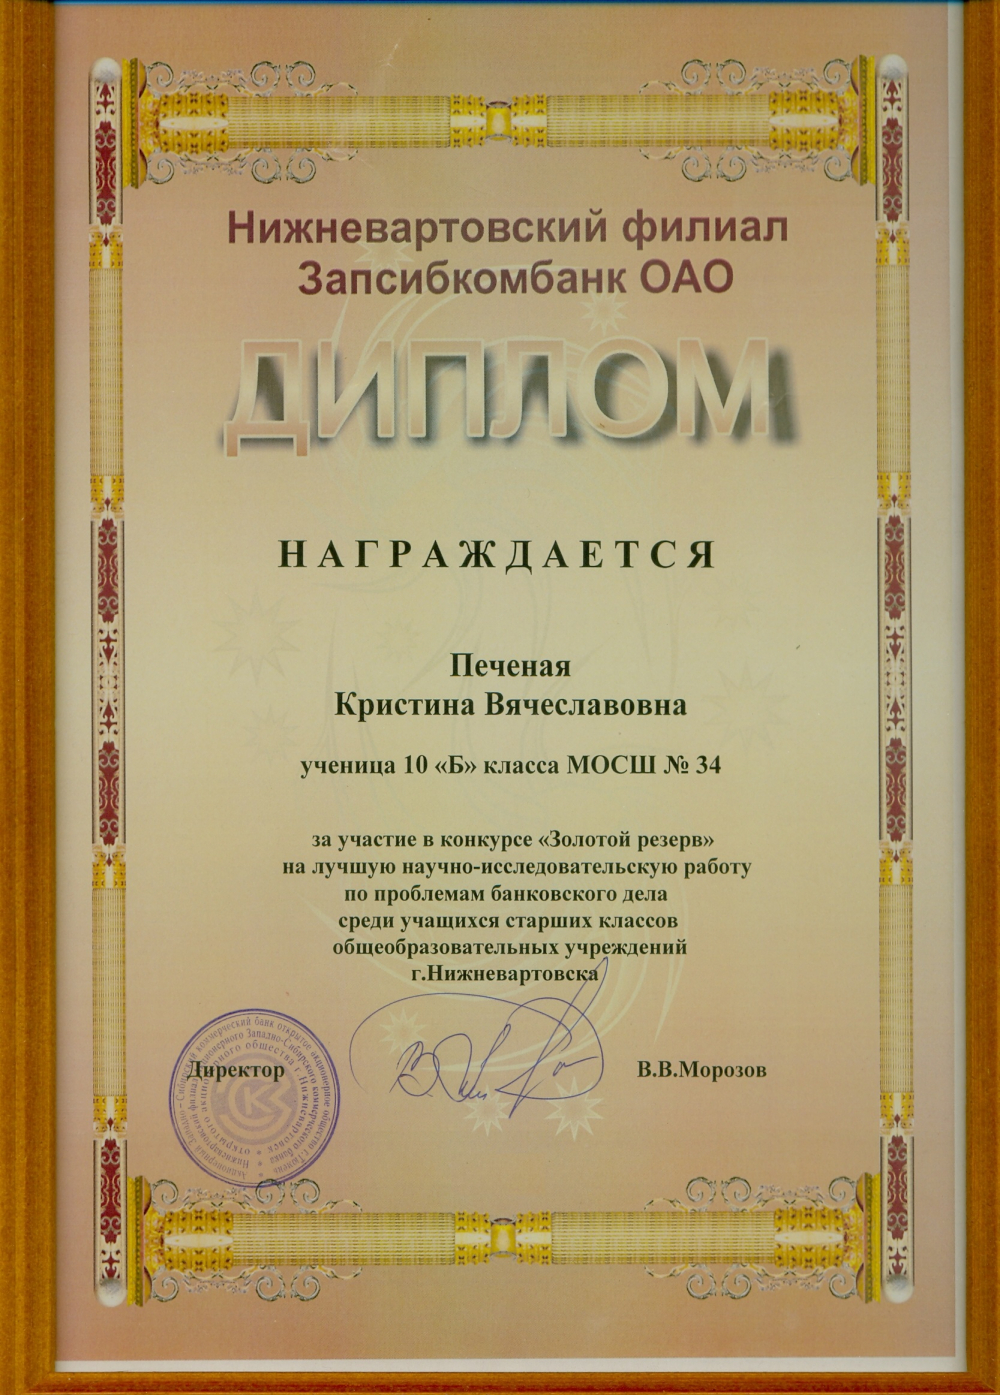 Нижневартовский филиал
Запсибкомбанк ОАО
ДИПЛОМ
НАГРАЖДАЕТСЯ
Печеная
Кристина Вячеславовна
ученица 10 «Б» класса МОСШ № 34
за участие в конкурсе «Золотой резерв»
на лучшую научно-исследовательскую работу
по проблемам банковского дела
среди учащихся старших классов
общеобразовательных учреждений
г.Нижневартовска
Директор
В.В.Морозов